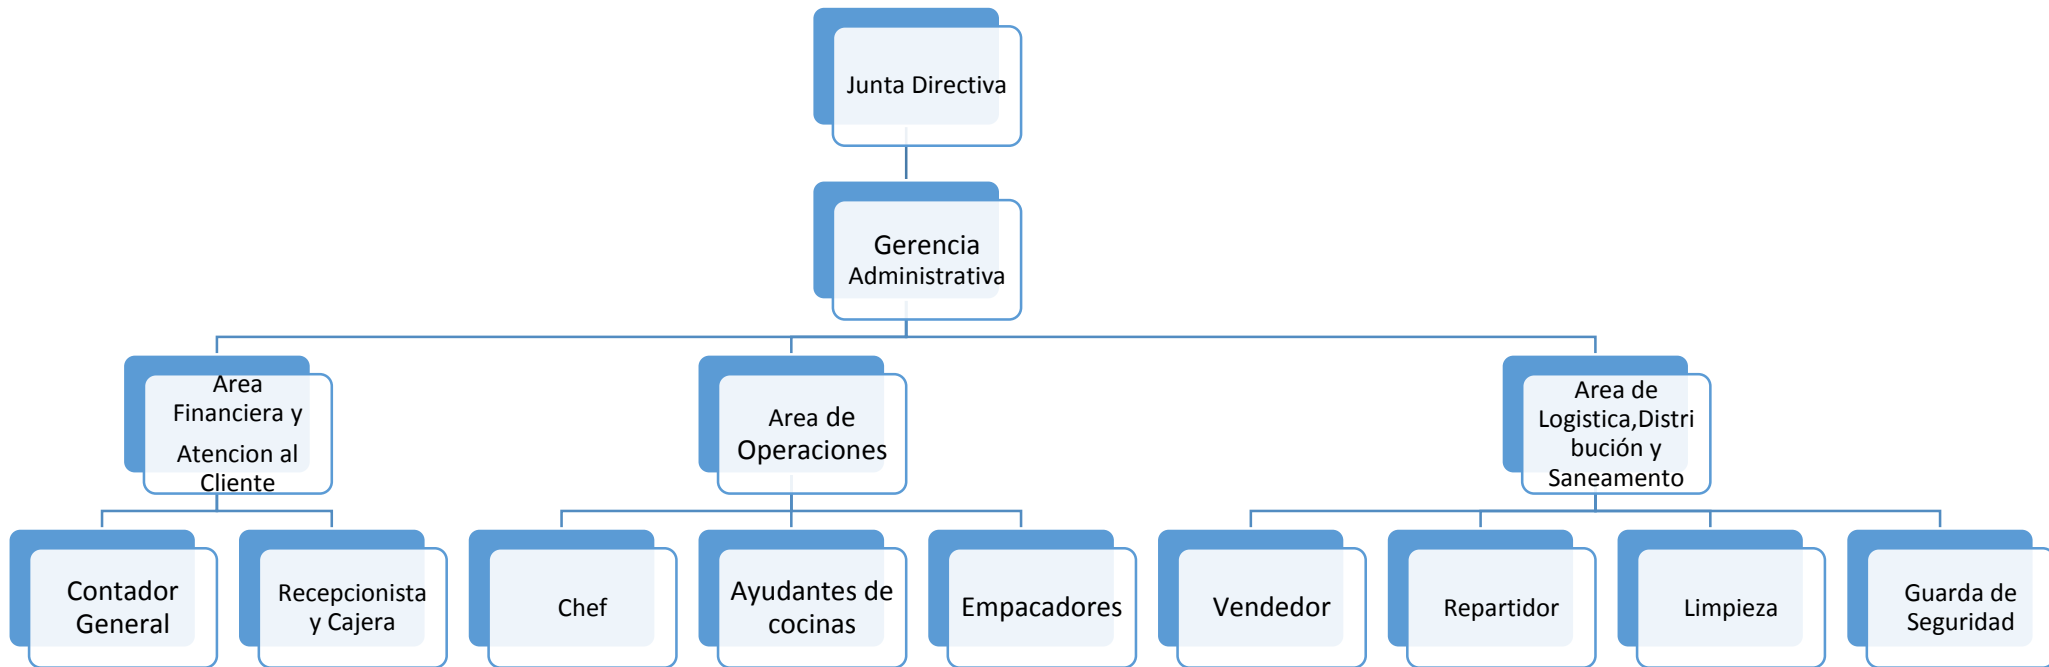 Junta Directiva
Gerencia
Administrativa
Area
Financiera y
Atencion al
Cliente
Area de
Operaciones
Area de
Logistica,Distri
bución y
Saneamento
Contador
General
Recepcionista
y Cajera
Chef
Ayudantes de
cocinas
Empacadores
Vendedor
Repartidor
Limpieza
Guarda de
Seguridad